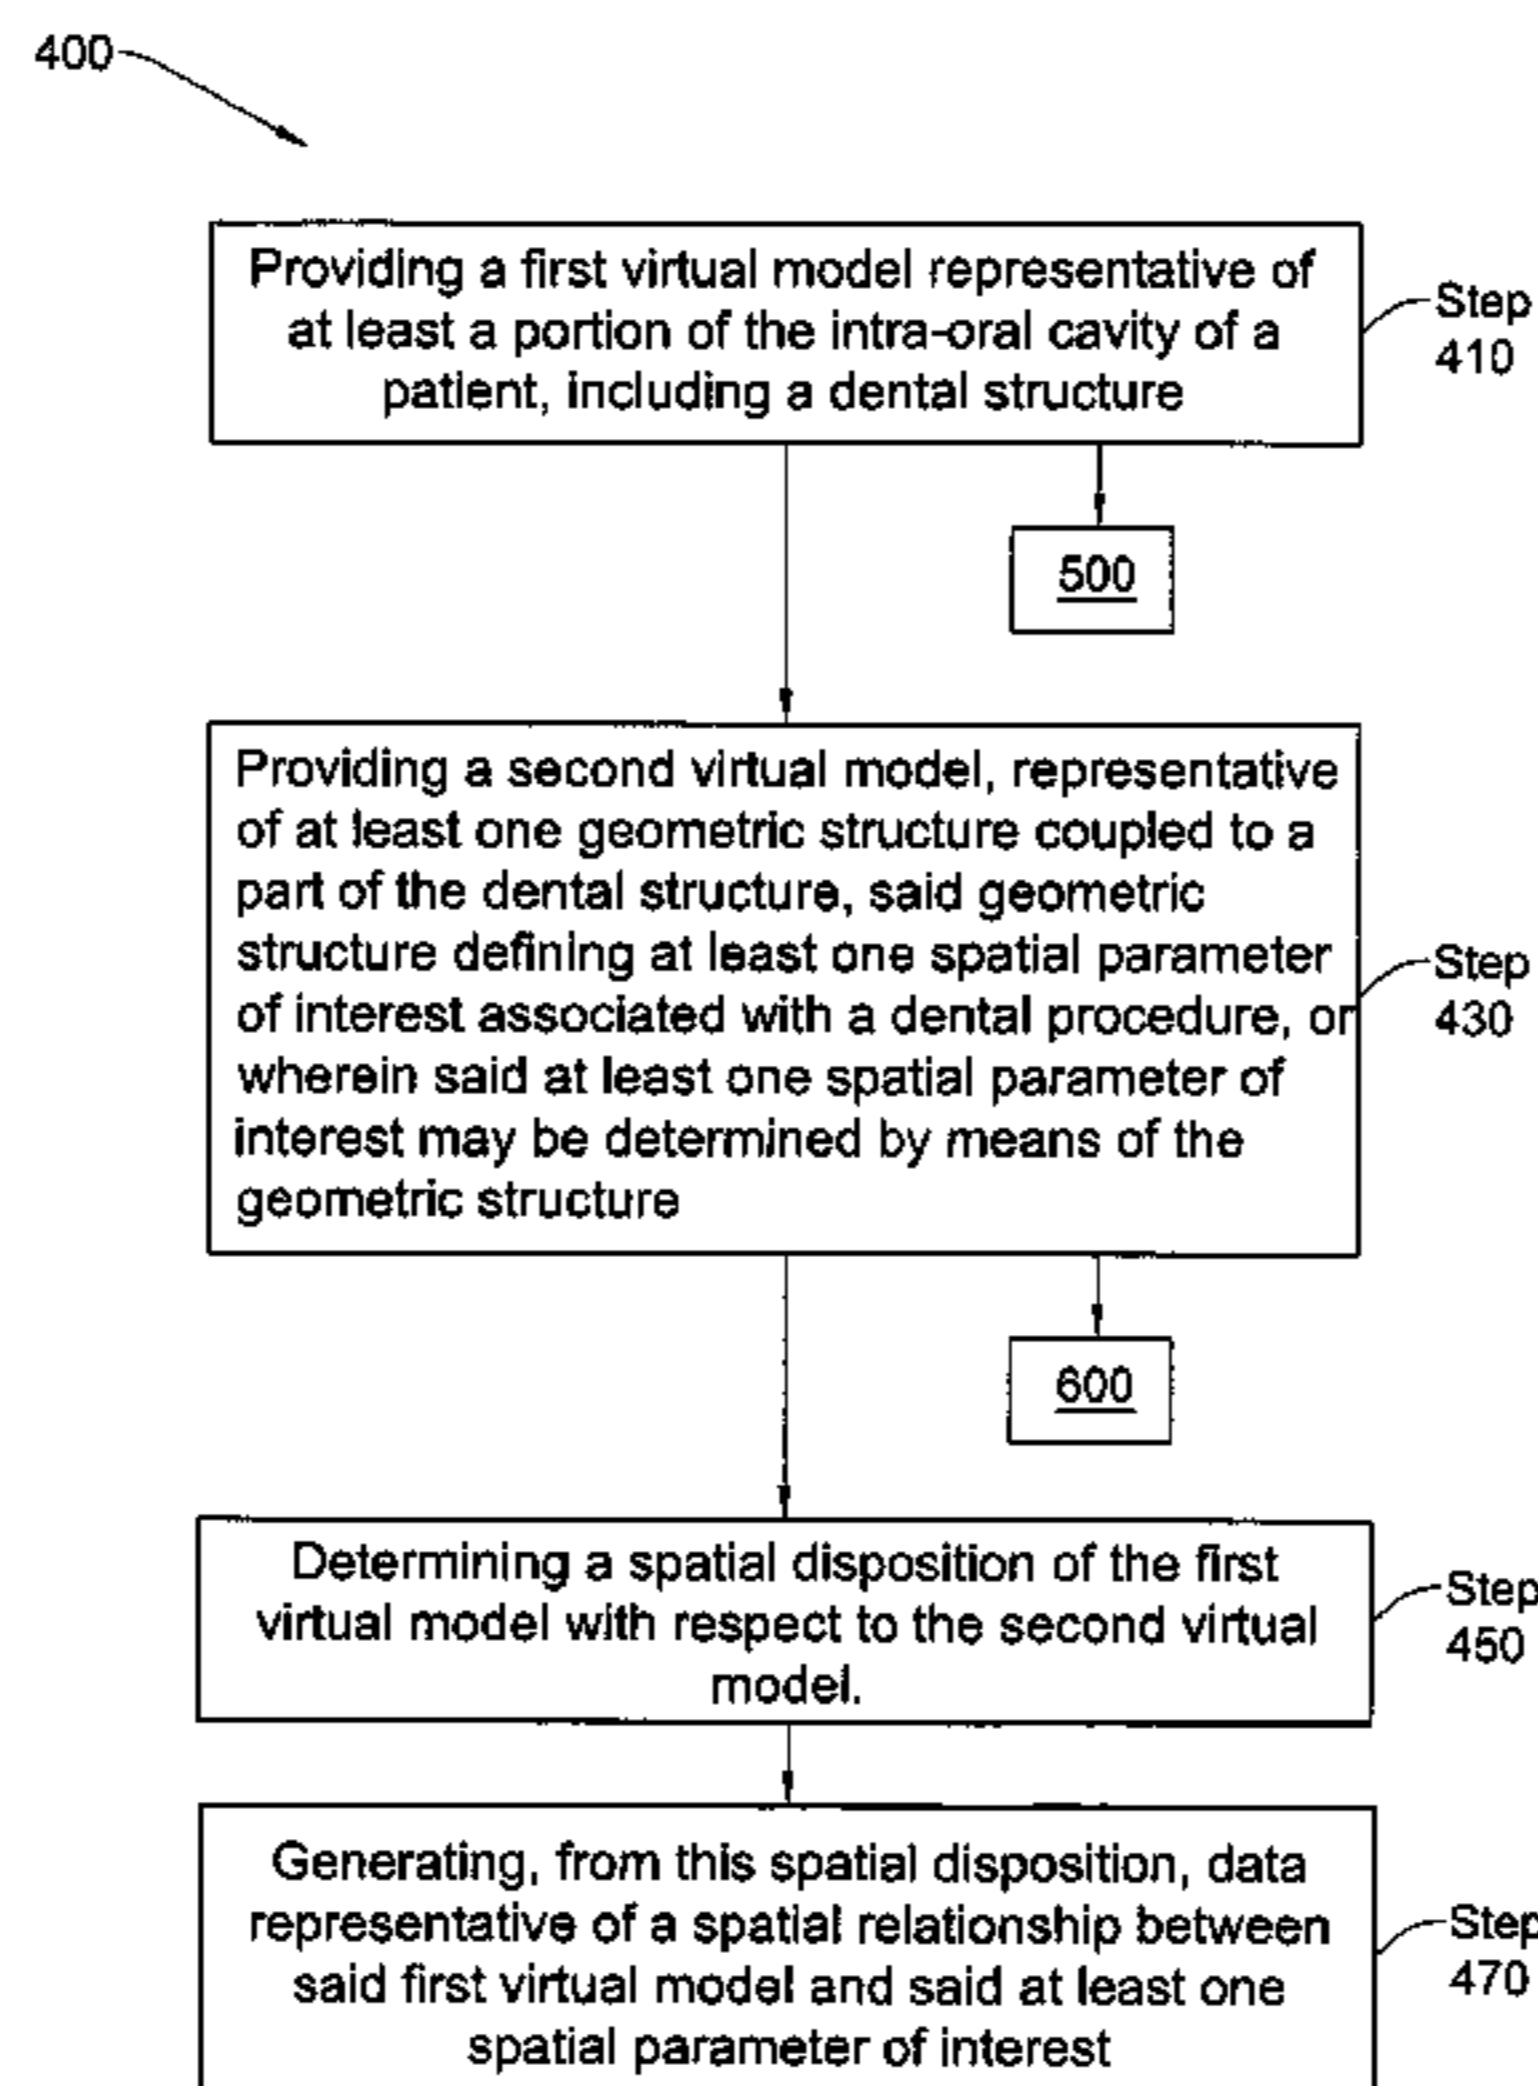 400
Providing a first virtual model representative of
at least a portion of the intra-oral cavity of a
patient, including a dental structure
Step
410
500
Providing a second virtual model, representative
of at least one geometric structure coupled to a
part of the dental structure, said geometric
structure defining at least one spatial parameter
of interest associated with a dental procedure, or
wherein said at least one spatial parameter of
interest may be determined by means of the
geometric structure
Step
430
600
Determining a spatial disposition of the first
virtual model with respect to the second virtual
model.
Step
450
Generating, from this spatial disposition, data
representative of a spatial relationship between
said first virtual model and said at least one
spatial parameter of interest
Step
470